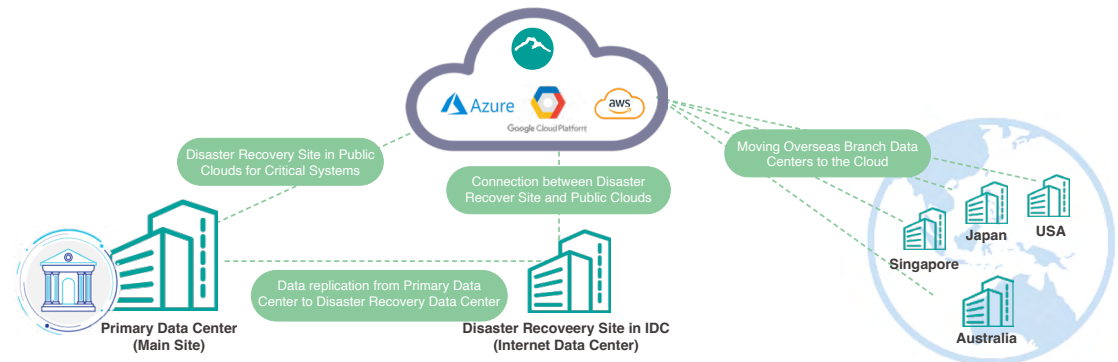 Azure
Google Cloud Platform
aws
Disaster Recovery Site in Public
Clouds for Critical Systems
Connection between Disaster
Recover Site and Public Clouds
Moving Overseas Branch Data
Centers to the Cloud
Data replication from Primary Data
Center to Disaster Recovery Data Center
Primary Data Center
(Main Site)
Disaster Recoveery Site in IDC
(Internet Data Center)
Singapore
Japan
USA
Australia